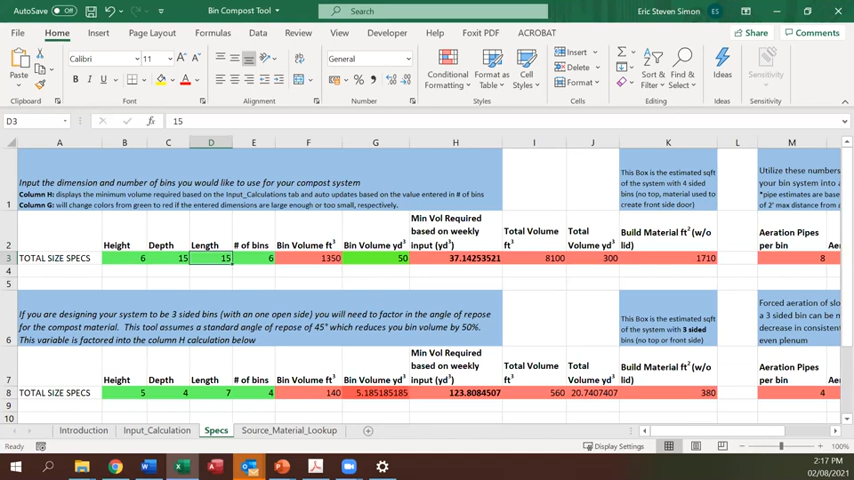 AutoSave Off
Bin Compost Tool
Search
Eric Steven Simon
ES
File Home Insert Page Layout Formulas Data Review View Developer Foxit PDF ACROBAT
Share Comments
Paste
Calibri 11
B I U
General
Conditional Formatting
Format as Table
Cell Styles
Insert
Delete
Format
Sort & Filter
Find & Select
Ideas
Sensitivity
Clipboard Font Alignment Number Styles Cells Editing Ideas Sensitivity
D3 fx 15
A B C D E F G H I J K L M
Input the dimension and number of bins you would like to use for your compost system
Column H: displays the minimum volume required based on the Input_Calculations tab and auto updates based on the value entered in # of bins
Column G: will change colors from green to red if the entered dimensions are large enough or too small, respectively.
This Box is the estimated sqft
of the system with 4 sided
bins (no top, material used to
create front side door)
Utilize these numbers
your bin system into a
*pipe estimates are ba
of 2' max distance from
1
Height Depth Length # of bins Bin Volume ft³ Bin Volume yd³
Min Vol Required
based on weekly
input (yd³)
Total Volume
ft³
Total
Volume yd³
Build Material ft² (w/o
lid)
Aeration Pipes
per bin
Aer
2
3 TOTAL SIZE SPECS 6 15 15 6 1350 50 37.14253521 8100 300 1710 8
4
5
If you are designing your system to be 3 sided bins (with an one open side) you will need to factor in the angle of repose
for the compost material. This tool assumes a standard angle of repose of 45° which reduces you bin volume by 50%.
This variable is factored into the column H calculation below
This Box is the estimated sqft
of the system with 3 sided
bins (no top or front side)
Forced aeration of slo
a 3 sided bin can be n
decrease in consistent
even plenum
6
Height Depth Length # of bins Bin Volume ft³ Bin Volume yd³
Min Vol Required
based on weekly
input (yd³)
Total Volume
ft³
Total
Volume yd³
Build Material ft² (w/o
lid)
Aeration Pipes
per bin
Aer
7
8 TOTAL SIZE SPECS 5 4 7 4 140 5.185185185 123.8084507 560 20.7407407 380 4
9
10
Introduction Input_Calculation Specs Source_Material_Lookup
Ready
Display Settings
100%
2:17 PM
02/08/2021